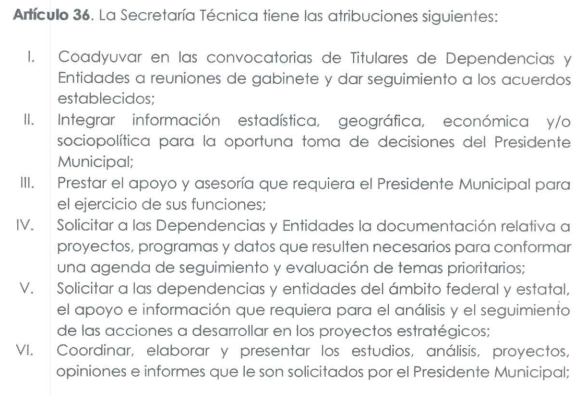 Artículo 36. La Secretaría Técnica tiene las atribuciones siguientes:
I. Coadyuvar en las convocatorias de Titulares de Dependencias y
Entidades a reuniones de gabinete y dar seguimiento a los acuerdos
establecidos;
II. Integrar información estadística, geográfica, económica y/o
sociopolítica para la oportuna toma de decisiones del Presidente
Municipal;
III. Prestar el apoyo y asesoría que requiera el Presidente Municipal para
el ejercicio de sus funciones;
IV. Solicitar a las Dependencias y Entidades la documentación relativa a
proyectos, programas y datos que resulten necesarios para conformar
una agenda de seguimiento y evaluación de temas prioritarios;
V. Solicitar a las dependencias y entidades del ámbito federal y estatal,
el apoyo e información que requiera para el análisis y el seguimiento
de las acciones a desarrollar en los proyectos estratégicos;
VI. Coordinar, elaborar y presentar los estudios, análisis, proyectos,
opiniones e informes que le son solicitados por el Presidente Municipal;